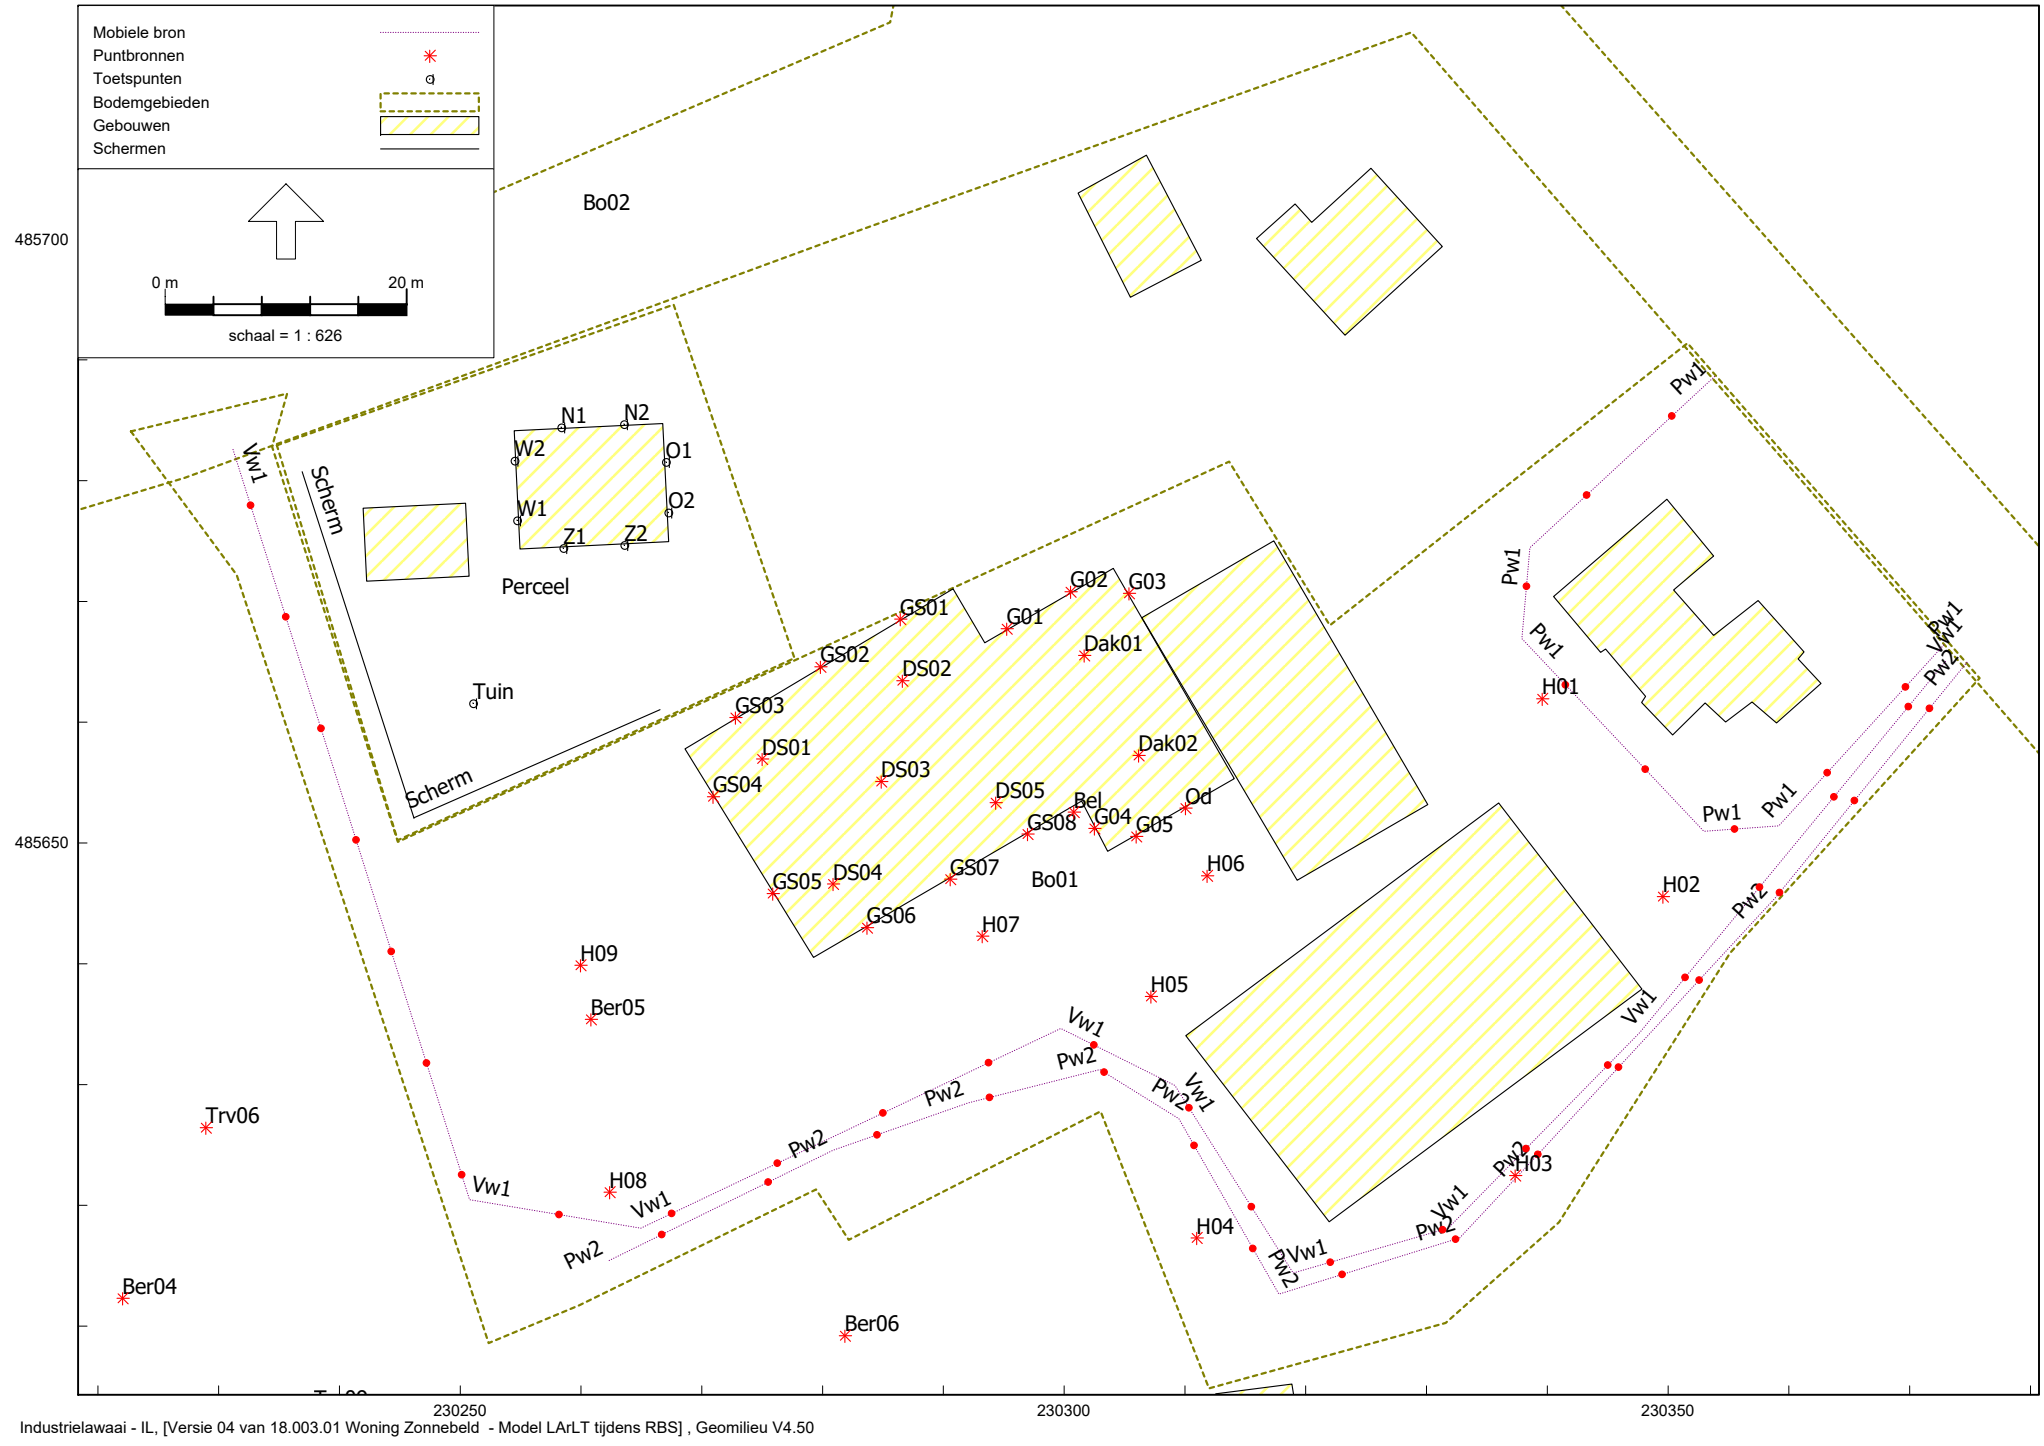 Mobiele bron
Puntbronnen
Toetspunten
Bodemgebieden
Gebouwen
Schermen
0 m 20 m
schaal = 1 : 626
485700
485650
230250 230300 230350
Bo02
Pw1
N1 N2
W2 O1
W1 O2
Z1 Z2
Vw1
Scherm
Perceel
Tuin
Scherm
GS01 G01 G02 G03
GS02 DS02 Dak01
GS03
DS01 DS03 Dak02
GS04 DS05 Bel Od
GS08 G04 G05
GS05 DS04 GS07
GS06
Bo01
H06
H07
H05
Pw1
Pw1
H01
Pw1
Vw1
Pw2
Pw1 Pw1
H02
Pw2
Vw1
H09
Ber05
Trv06
Vw1
Pw2
Pw2
Pw2
Vw1
Pw2
Vw1
H08
Vw1
Pw2
H04
Vw1
Pw2
Pw2
H03
Vw1
Pw2
Ber04
Ber06
Industrielawaai - IL, [Versie 04 van 18.003.01 Woning Zonnebeld - Model LArLT tijdens RBS] , Geomilieu V4.50